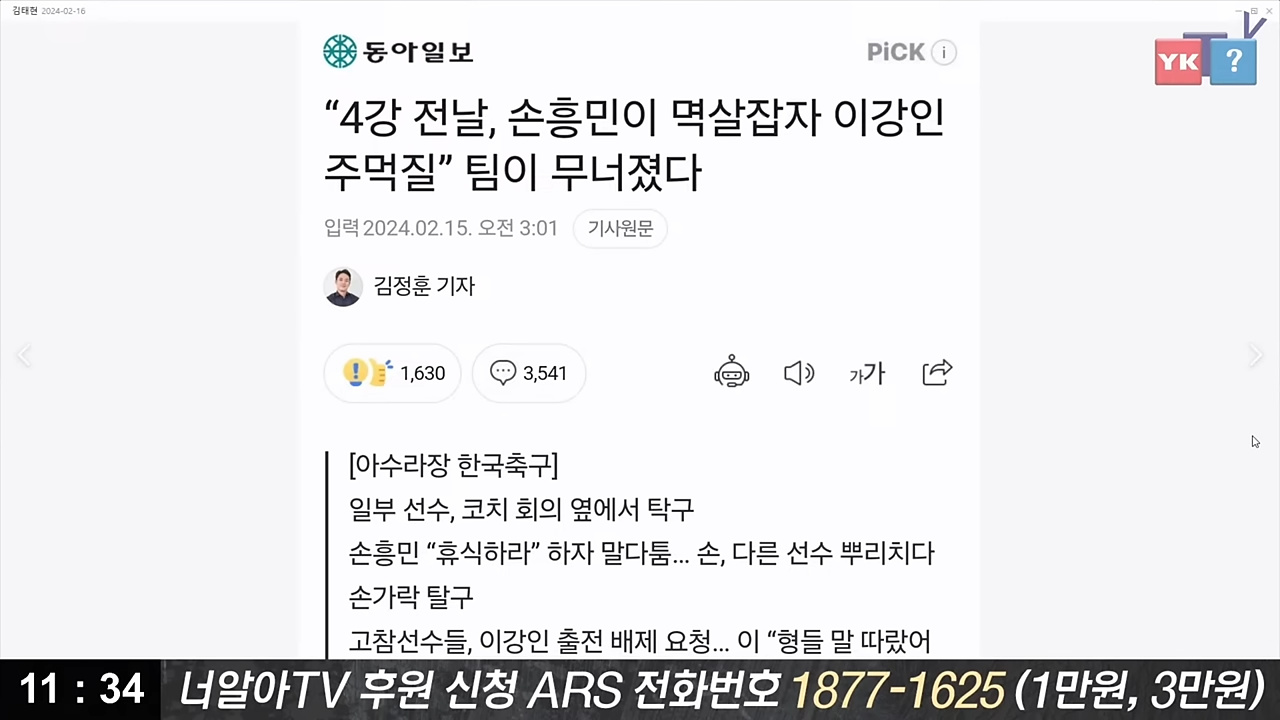 김태현 2024-02-16
YK TV ?
동아일보
PiCK i
“4강 전날, 손흥민이 멱살잡자 이강인
주먹질” 팀이 무너졌다
입력 2024.02.15. 오전 3:01 기사원문
김정훈 기자
1,630 3,541 가가
[아수라장 한국축구]
일부 선수, 코치 회의 옆에서 탁구
손흥민 “휴식하라” 하자 말다툼... 손, 다른 선수 뿌리치다
손가락 탈구
고참선수들, 이강인 출전 배제 요청... 이 “형들 말 따랐어
11 : 34 너알아TV 후원 신청 ARS 전화번호 1877-1625 (1만원, 3만원)